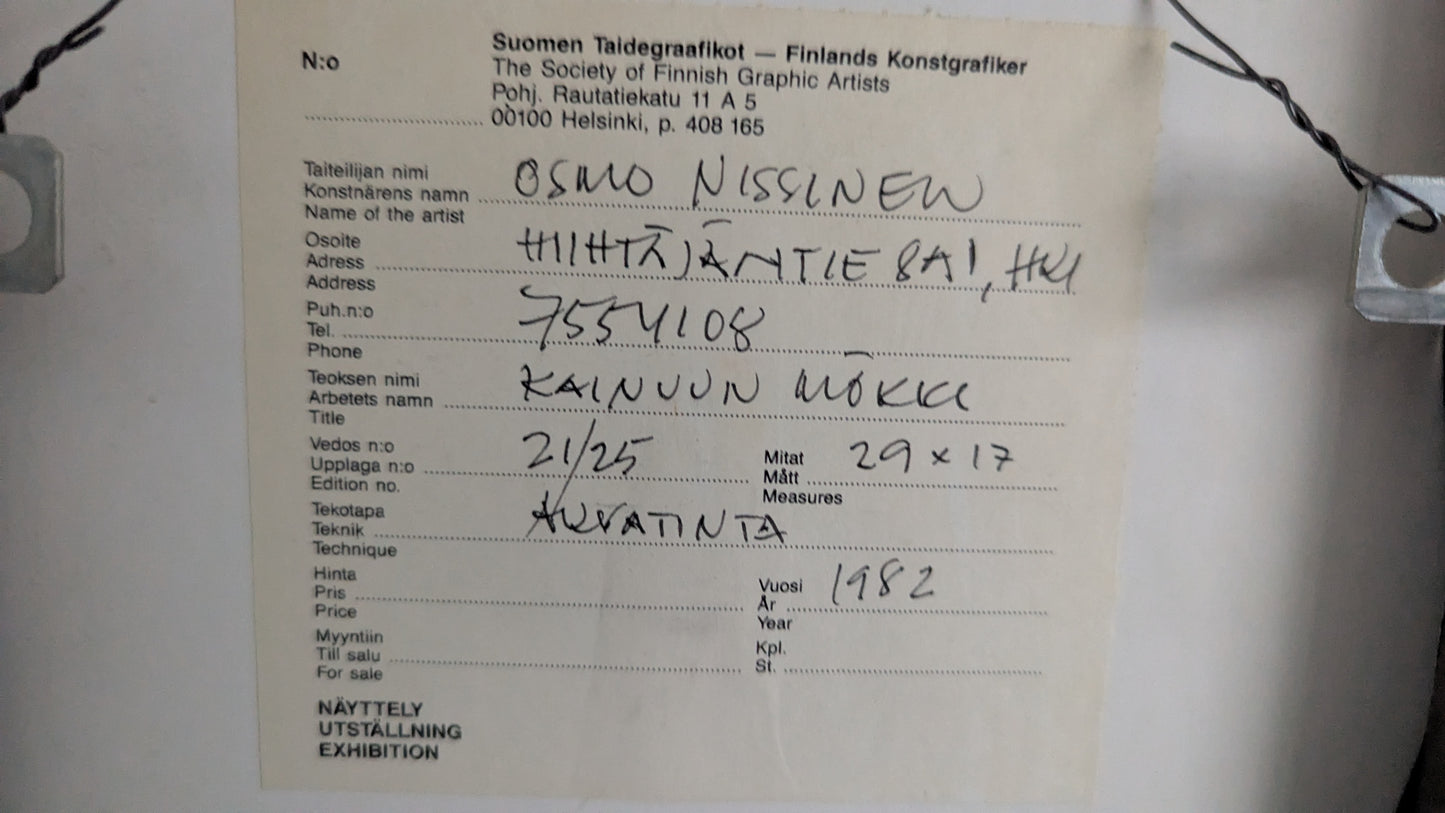 N:o
Suomen Taidegraafikot — Finlands Konstgrafiker
The Society of Finnish Graphic Artists
Pohj. Rautatiekatu 11 A 5
00100 Helsinki, p. 408 165
Taiteilijan nimi
Konstnärens namn OSMO NISSINEN
Name of the artist
Osoite
Adress HIIHTÄJÄNTIE 8A1, HKI
Address
Puh.n:o
Tel. 7554108
Phone
Teoksen nimi
Arbetets namn KAINUUN MÖKKI
Title
Vedos n:o
Upplaga n:o 21/25
Edition no.
Mitat 29 x 17
Mått
Measures
Tekotapa
Teknik AKVATINTA
Technique
Hinta
Pris
Price
Vuosi 1982
År
Year
Myyntiin
Till salu
For sale
Kpl.
St.
NÄYTTELY
UTSTÄLLNING
EXHIBITION